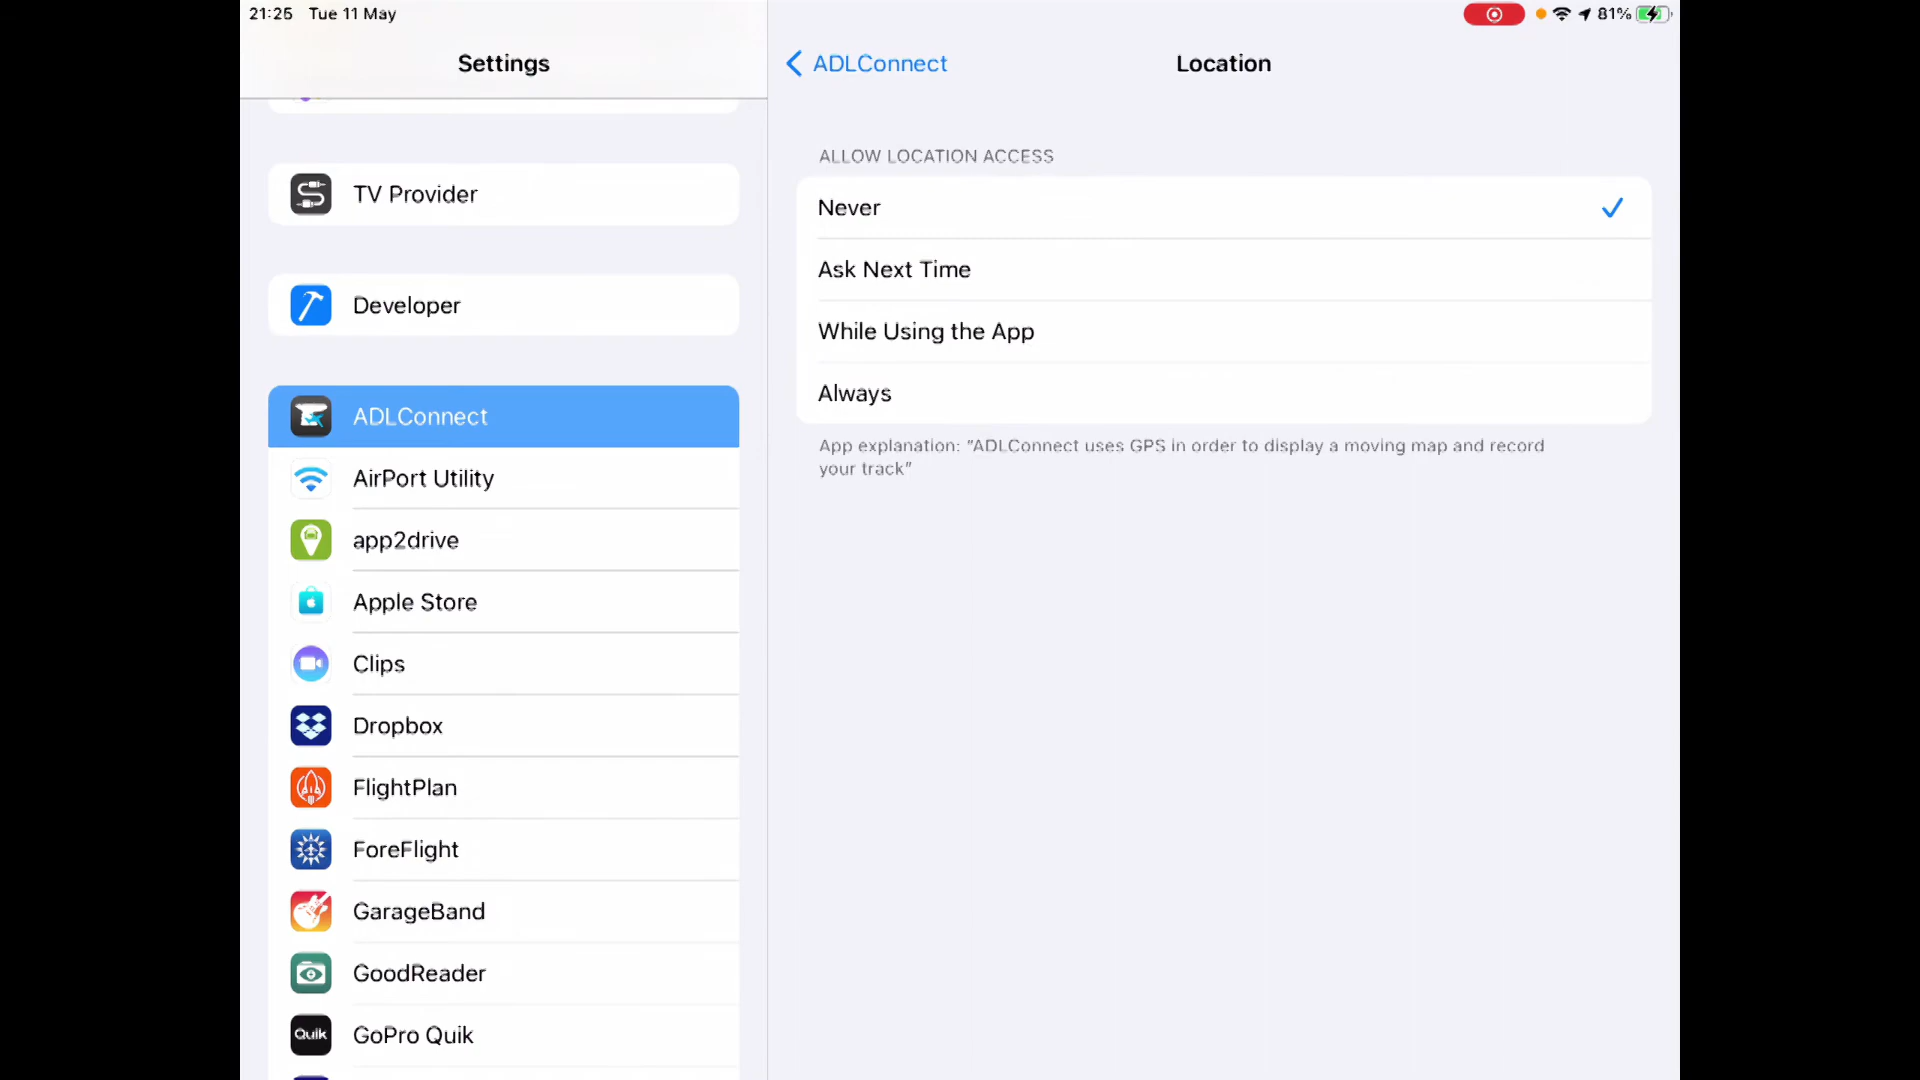 21:25 Tue 11 May
81%
Settings
ADLConnect
Location
TV Provider
Developer
ADLConnect
AirPort Utility
app2drive
Apple Store
Clips
Dropbox
FlightPlan
ForeFlight
GarageBand
GoodReader
Quik
GoPro Quik
ALLOW LOCATION ACCESS
Never
Ask Next Time
While Using the App
Always
App explanation: “ADLConnect uses GPS in order to display a moving map and record
your track”